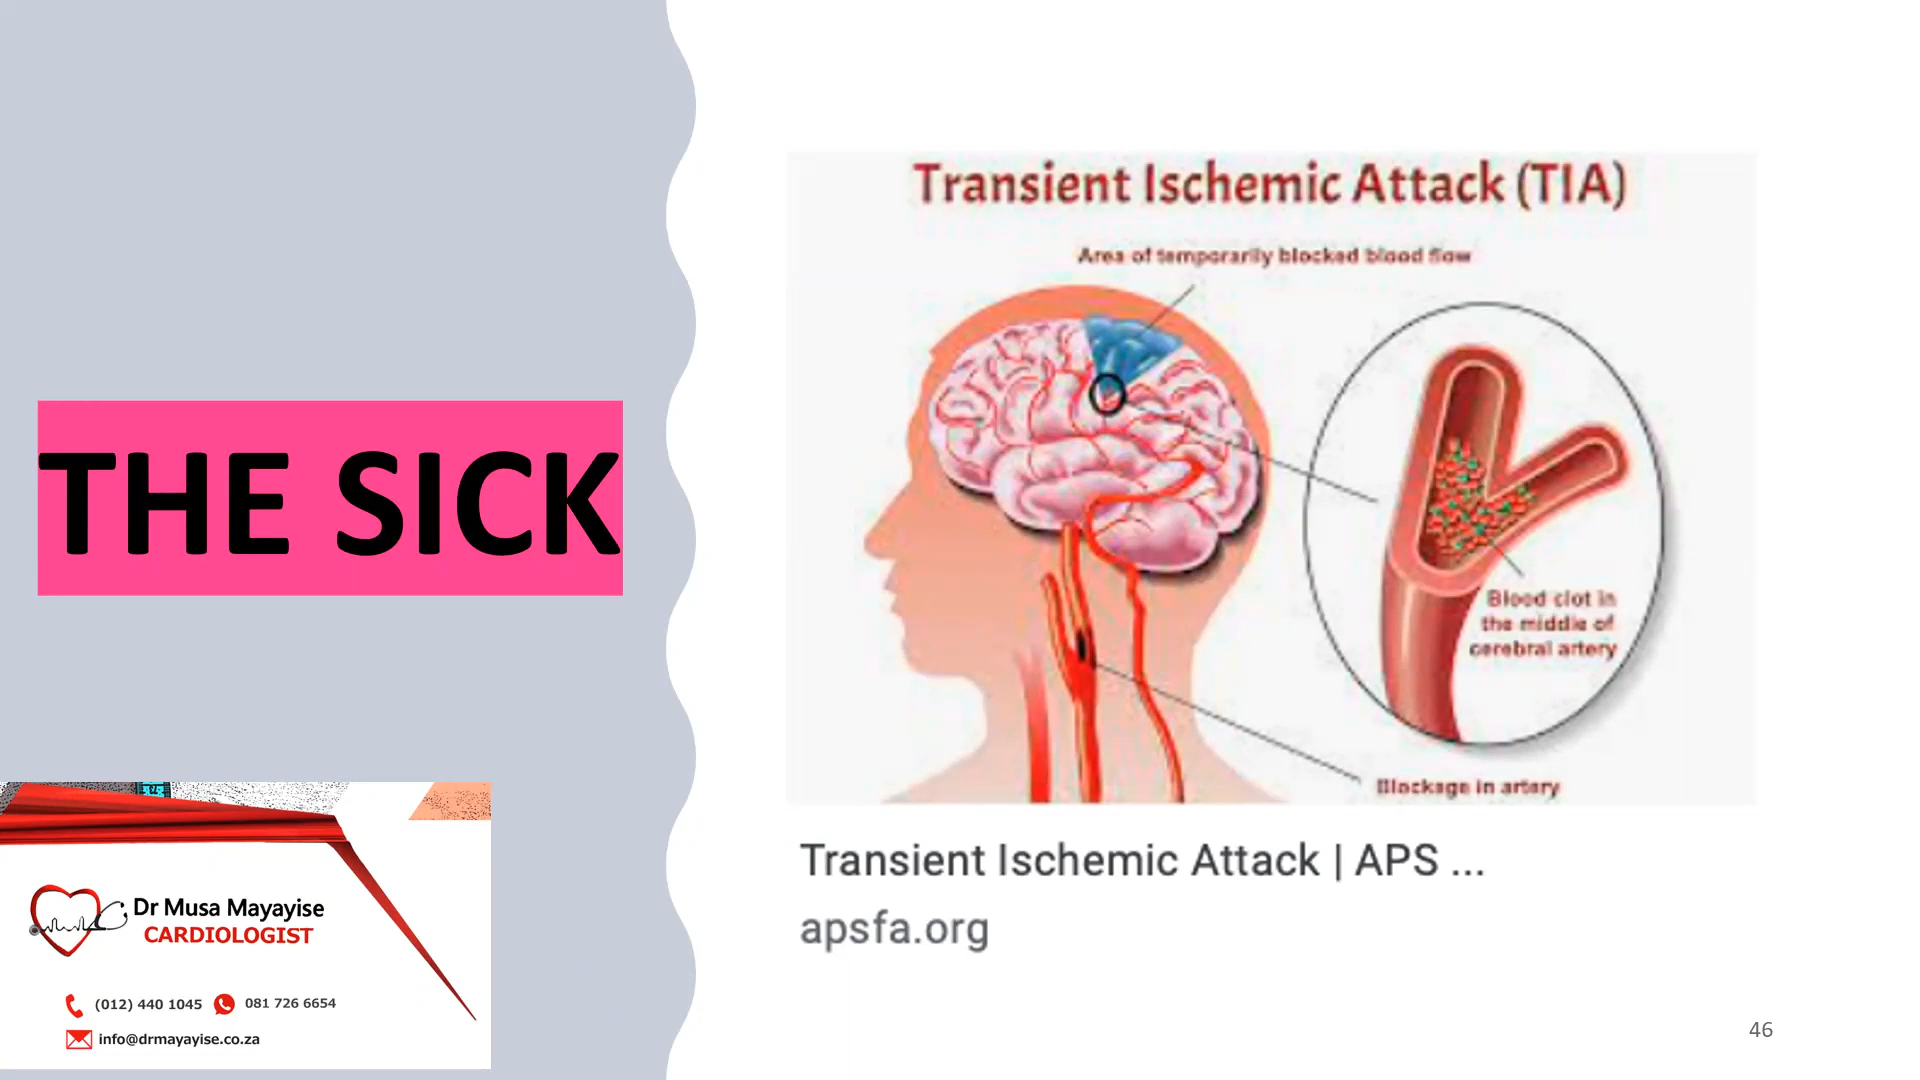 THE SICK
Transient Ischemic Attack (TIA)
Area of temporarily blocked blood flow
Blood clot in
the middle of
cerebral artery
Blockage in artery
Transient Ischemic Attack | APS ...
apsfa.org
Dr Musa Mayayise
CARDIOLOGIST
(012) 440 1045 081 726 6654
info@drmayayise.co.za
46